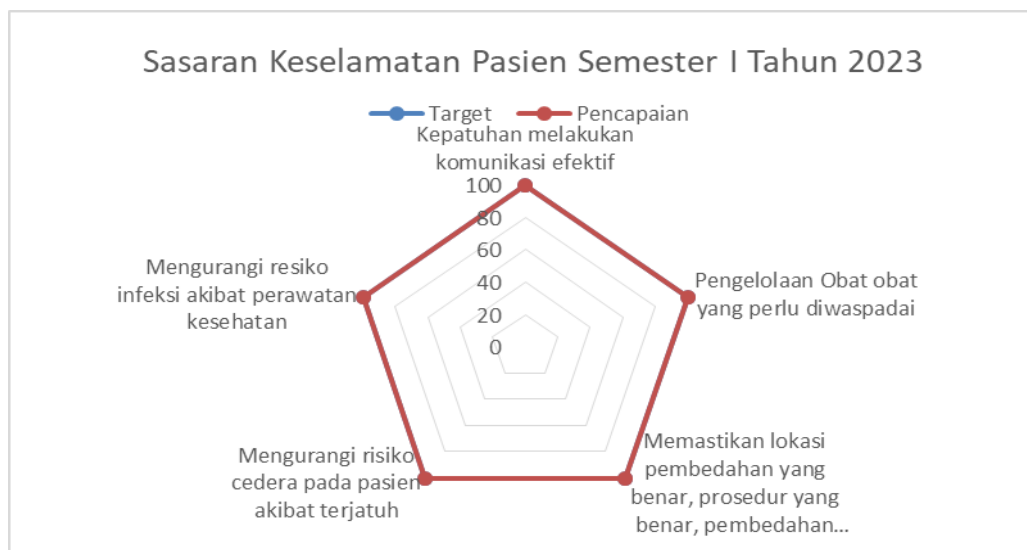 Sasaran Keselamatan Pasien Semester I Tahun 2023
Target
Pencapaian
Kepatuhan melakukan
komunikasi efektif
100
80
60
40
20
0
Pengelolaan Obat obat
yang perlu diwaspadai
Memastikan lokasi
pembedahan yang
benar, prosedur yang
benar, pembedahan...
Mengurangi risiko
cedera pada pasien
akibat terjatuh
Mengurangi resiko
infeksi akibat perawatan
kesehatan